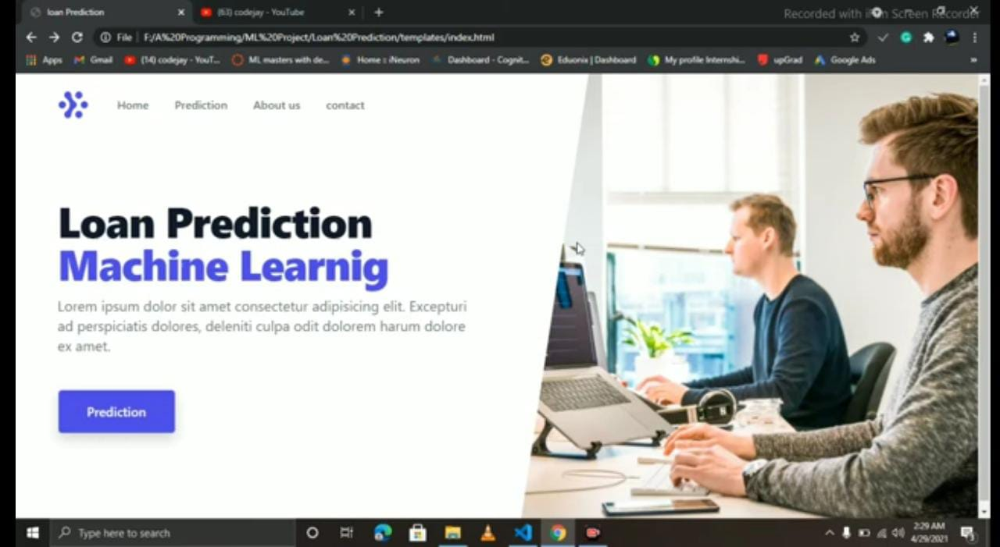 loan Prediction
(63) codejay - YouTube
Recorded with iFun Screen Recorder
File
F:/A%20Programming/ML%20Project/Loan%20Prediction/templates/index.html
Apps
Gmail
(14) codejay - YouT...
ML masters with de...
Home :: iNeuron
Dashboard - Cognit...
Eduonix | Dashboard
My profile Internshi...
upGrad
Google Ads
»
Home
Prediction
About us
contact
Loan Prediction
Machine Learnig
Lorem ipsum dolor sit amet consectetur adipisicing elit. Excepturi
ad perspiciatis dolores, deleniti culpa odit dolorem harum dolore
ex amet.
Prediction
Type here to search
2:29 AM
4/29/2021
3